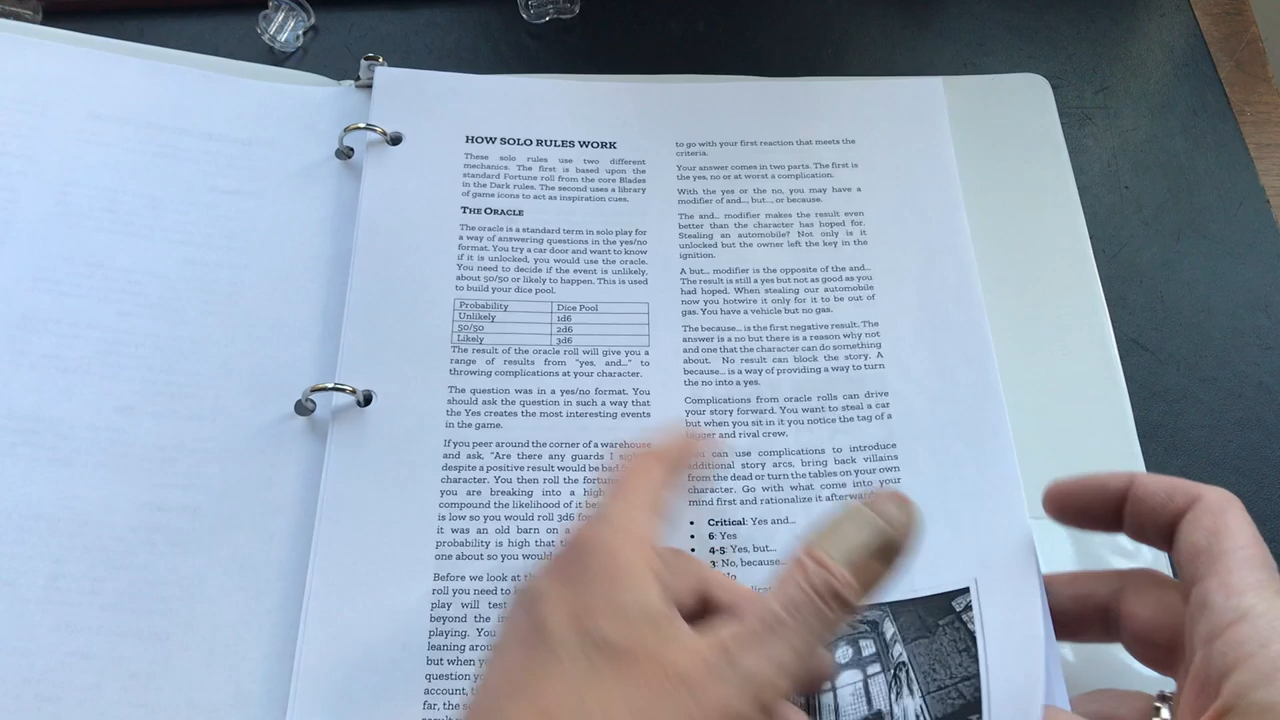 HOW SOLO RULES WORK
These solo rules use two different
mechanics. The first is based upon the
standard Fortune roll from the core Blades
in the Dark rules. The second uses a library
of game icons to act as inspiration cues.
THE ORACLE
The oracle is a standard term in solo play for
a way of answering questions in the yes/no
format. You try a car door and want to know
if it is unlocked, you would use the oracle.
You need to decide if the event is unlikely,
about 50/50 or likely to happen. This is used
to build your dice pool.
Probability Dice Pool
Unlikely 1d6
50/50 2d6
Likely 3d6
The result of the oracle roll will give you a
range of results from "yes, and..." to
throwing complications at your character.
The question was in a yes/no format. You
should ask the question in such a way that
the Yes creates the most interesting events
in the game.
If you peer around the corner of a warehouse
and ask, "Are there any guards I
despite a positive result would be
character. You then roll the
you are breaking into a
compound the likelihood of it
is low so you would roll 3d6
it was an old barn on a
probability is high that
one about so you would
Before we look at
roll you need to
play will test
beyond the
playing. You
leaning
but when
question
account,
far, the
to go with your first reaction that meets the
criteria.
Your answer comes in two parts. The first is
the yes, no or at worst a complication.
With the yes or the no, you may have a
modifier of and..., but..., or because.
The and... modifier makes the result even
better than the character has hoped for.
Stealing an automobile? Not only is it
unlocked but the owner left the key in the
ignition.
A but... modifier is the opposite of the and...
The result is still a yes but not as good as you
had hoped. When stealing our automobile
now you hotwire it only for it to be out of
gas. You have a vehicle but no gas.
The because... is the first negative result. The
answer is a no but there is a reason why not
and one that the character can do something
about. No result can block the story. A
because... is a way of providing a way to turn
the no into a yes.
Complications from oracle rolls can drive
your story forward. You want to steal a car
but when you sit in it you notice the tag of a
and rival crew.
can use complications to introduce
additional story arcs, bring back villains
from the dead or turn the tables on your own
character. Go with what come into your
mind first and rationalize it
• Critical: Yes and...
• 6: Yes
• 4-5: Yes, but...
3: No, because...
No